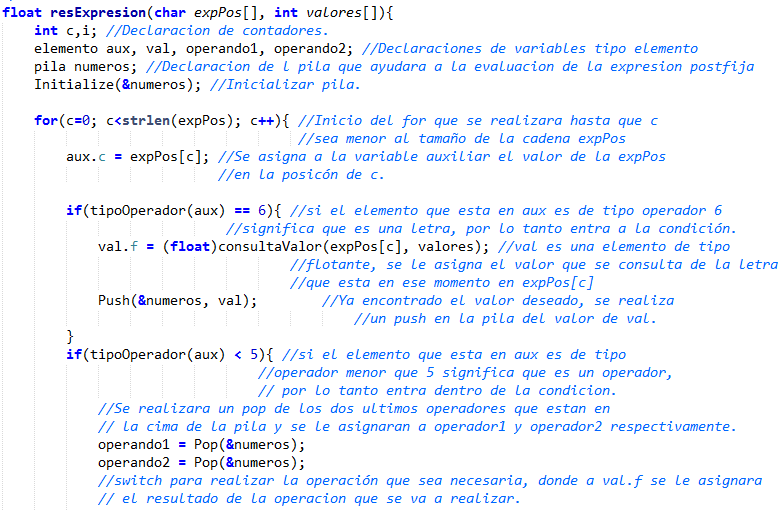 float resExpresion(char expPos[], int valores[]){
int c,i; //Declaracion de contadores.
elemento aux, val, operando1, operando2; //Declaraciones de variables tipo elemento
pila numeros; //Declaracion de l pila que ayudara a la evaluacion de la expresion postfija
Initialize(&numeros); //Inicializar pila.
for(c=0; c<strlen(expPos); c++){ //Inicio del for que se realizara hasta que c
//sea menor al tamaño de la cadena expPos
aux.c = expPos[c]; //Se asigna a la variable auxiliar el valor de la expPos
//en la posicón de c.
if(tipoOperador(aux) == 6){ //si el elemento que esta en aux es de tipo operador 6
//significa que es una letra, por lo tanto entra a la condición.
val.f = (float)consultaValor(expPos[c], valores); //val es una elemento de tipo
//flotante, se le asigna el valor que se consulta de la letra
//que esta en ese momento en expPos[c]
Push(&numeros, val); //Ya encontrado el valor deseado, se realiza
//un push en la pila del valor de val.
}
if(tipoOperador(aux) < 5){ //si el elemento que esta en aux es de tipo
//operador menor que 5 significa que es un operador,
// por lo tanto entra dentro de la condicion.
//Se realizara un pop de los dos ultimos operadores que estan en
// la cima de la pila y se le asignaran a operador1 y operador2 respectivamente.
operando1 = Pop(&numeros);
operando2 = Pop(&numeros);
//switch para realizar la operación que sea necesaria, donde a val.f se le asignara
// el resultado de la operacion que se va a realizar.